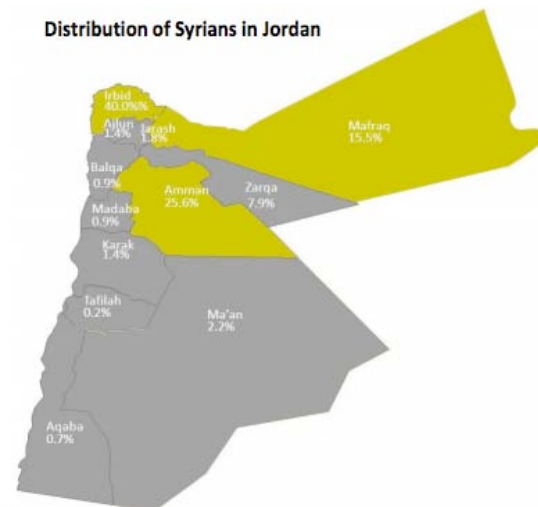 Distribution of Syrians in Jordan
Irbid
40.0%%
Ajlun
1.4%
Jarash
1.8%
Mafraq
15.5%
Balqa
0.9%
Amman
25.6%
Zarqa
7.9%
Madaba
0.9%
Karak
1.4%
Tafilah
0.2%
Ma'an
2.2%
Aqaba
0.7%